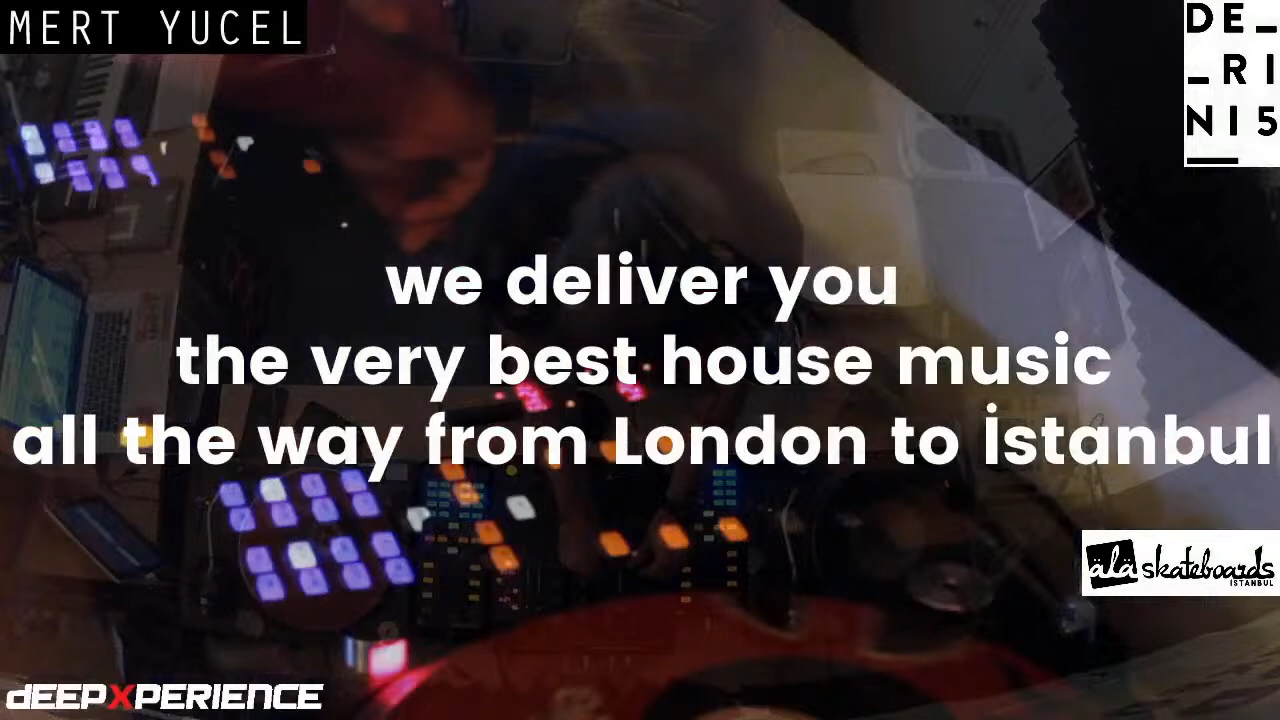 MERT YUCEL
DE_
_RI
NI5
we deliver you
the very best house music
all the way from London to İstanbul
älä skateboards
ISTANBUL
dEEPXPERIENCE